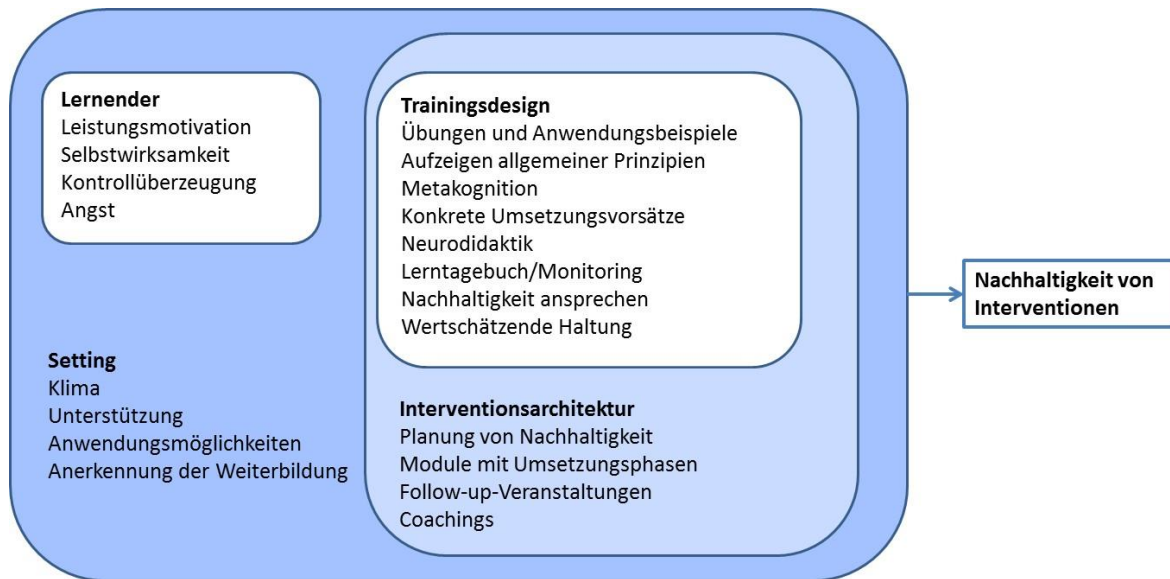 Lernender
Leistungsmotivation
Selbstwirksamkeit
Kontrollüberzeugung
Angst
Setting
Klima
Unterstützung
Anwendungsmöglichkeiten
Anerkennung der Weiterbildung
Trainingsdesign
Übungen und Anwendungsbeispiele
Aufzeigen allgemeiner Prinzipien
Metakognition
Konkrete Umsetzungsvorsätze
Neurodidaktik
Lerntagebuch/Monitoring
Nachhaltigkeit ansprechen
Wertschätzende Haltung
Interventionsarchitektur
Planung von Nachhaltigkeit
Module mit Umsetzungsphasen
Follow-up-Veranstaltungen
Coachings
Nachhaltigkeit von
Interventionen